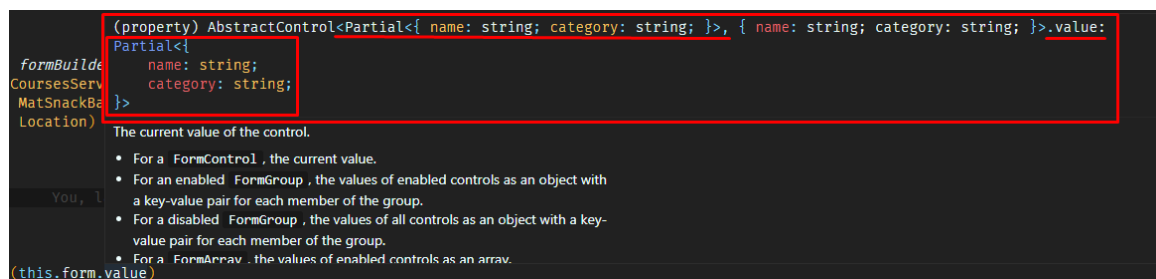 (property) AbstractControl<Partial<{ name: string; category: string; }>, { name: string; category: string; }>.value:
Partial<{
name: string;
category: string;
}>
formBuilde
CoursesServ
MatSnackBa
Location)
The current value of the control.
• For a FormControl, the current value.
• For an enabled FormGroup, the values of enabled controls as an object with
a key-value pair for each member of the group.
• For a disabled FormGroup, the values of all controls as an object with a key-
value pair for each member of the group.
• For a FormArray, the values of enabled controls as an array.
You, l
(this.form.value)